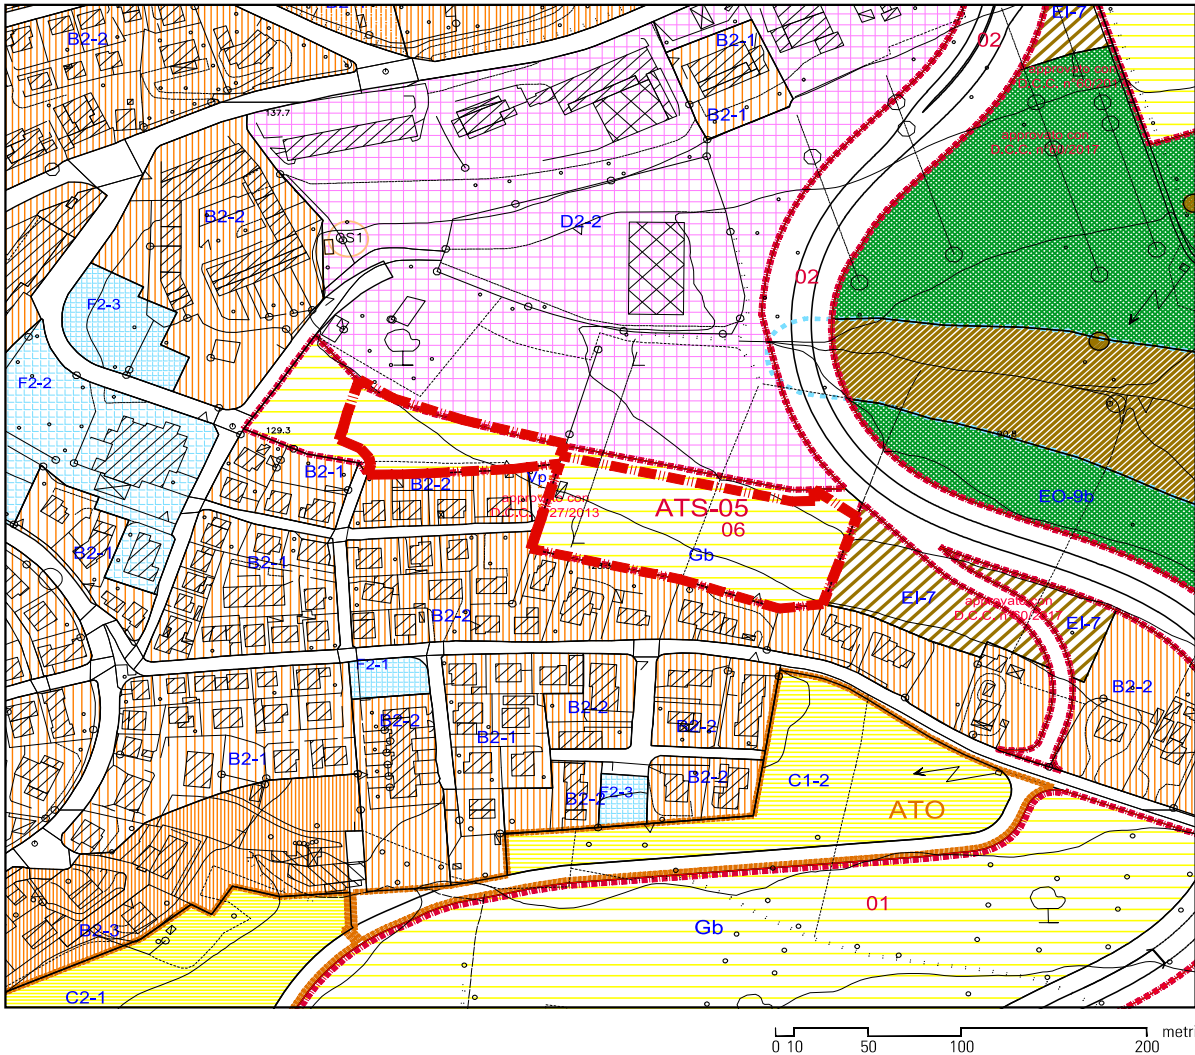 B2-2
B2-1
02
EI-7
B2-1
137.7
approvato con
D.C.C. n.60/2017
B2-2
D2-2
S1
02
F2-3
F2-2
129.3
90.8
B2-1
B2-2
Vp
approvato con
D.C.C. n.27/2013
ATS-05
06
EO-9b
Gb
B2-1
B2-1
EI-7
approvato con
D.C.C. n.60/2017
B2-2
EI-7
F2-1
B2-2
B2-2
B2-2
B2-2
B2-1
B2-1
B2-2
C1-2
B2-2
F2-3
ATO
01
B2-3
Gb
C2-1
0 10 50 100 200 metri